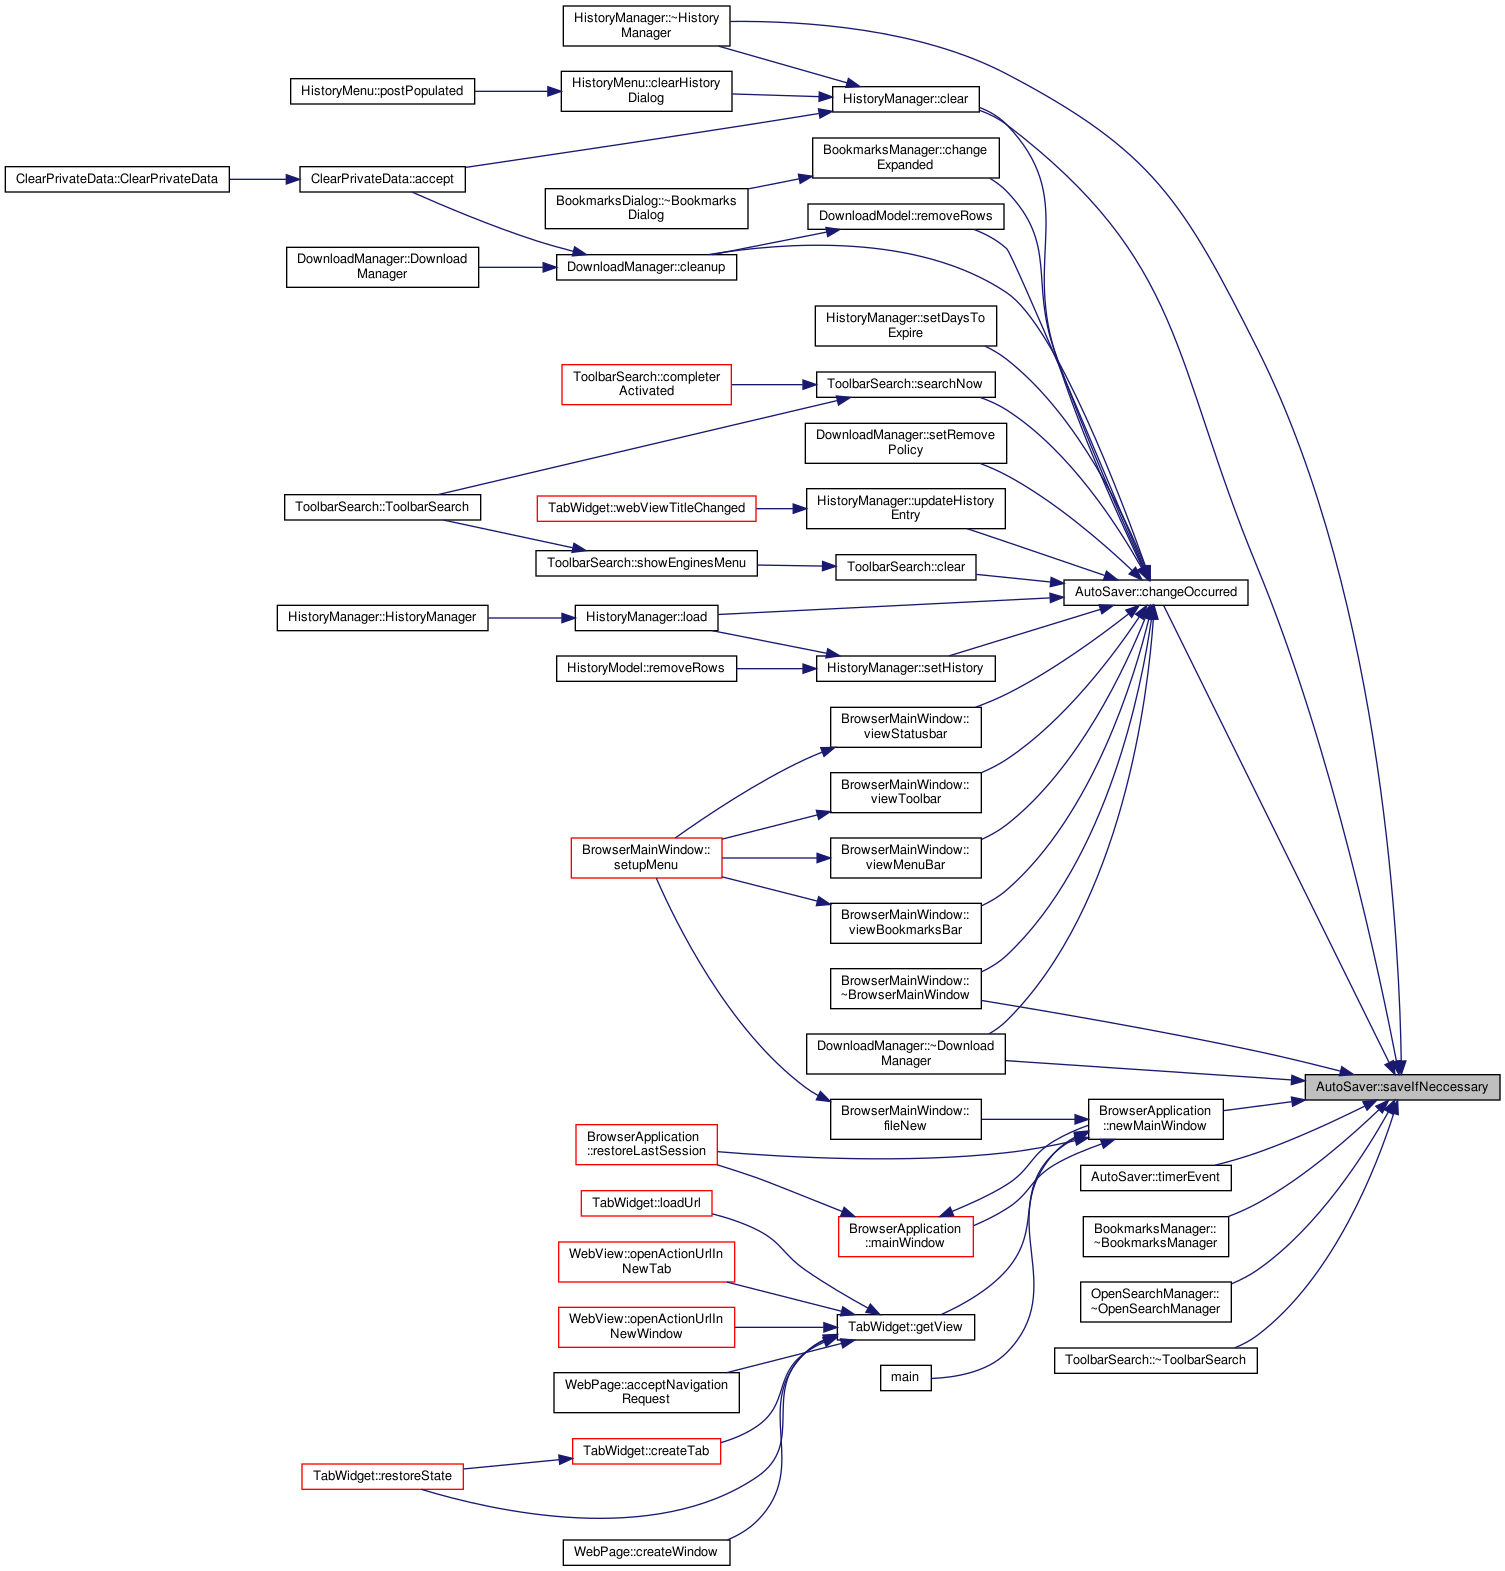 HistoryManager::~History
Manager
HistoryMenu::postPopulated
HistoryMenu::clearHistory
Dialog
HistoryManager::clear
BookmarksManager::change
Expanded
ClearPrivateData::ClearPrivateData
ClearPrivateData::accept
BookmarksDialog::~Bookmarks
Dialog
DownloadModel::removeRows
DownloadManager::Download
Manager
DownloadManager::cleanup
HistoryManager::setDaysTo
Expire
ToolbarSearch::completer
Activated
ToolbarSearch::searchNow
DownloadManager::setRemove
Policy
ToolbarSearch::ToolbarSearch
TabWidget::webViewTitleChanged
HistoryManager::updateHistory
Entry
ToolbarSearch::showEnginesMenu
ToolbarSearch::clear
AutoSaver::changeOccurred
HistoryManager::HistoryManager
HistoryManager::load
HistoryModel::removeRows
HistoryManager::setHistory
BrowserMainWindow::
viewStatusbar
BrowserMainWindow::
viewToolbar
BrowserMainWindow::
setupMenu
BrowserMainWindow::
viewMenuBar
BrowserMainWindow::
viewBookmarksBar
BrowserMainWindow::
~BrowserMainWindow
DownloadManager::~Download
Manager
AutoSaver::saveIfNeccessary
BrowserMainWindow::
fileNew
BrowserApplication
::newMainWindow
BrowserApplication
::restoreLastSession
AutoSaver::timerEvent
TabWidget::loadUrl
BrowserApplication
::mainWindow
BookmarksManager::
~BookmarksManager
WebView::openActionUrlIn
NewTab
OpenSearchManager::
~OpenSearchManager
WebView::openActionUrlIn
NewWindow
TabWidget::getView
ToolbarSearch::~ToolbarSearch
main
WebPage::acceptNavigation
Request
TabWidget::createTab
TabWidget::restoreState
WebPage::createWindow